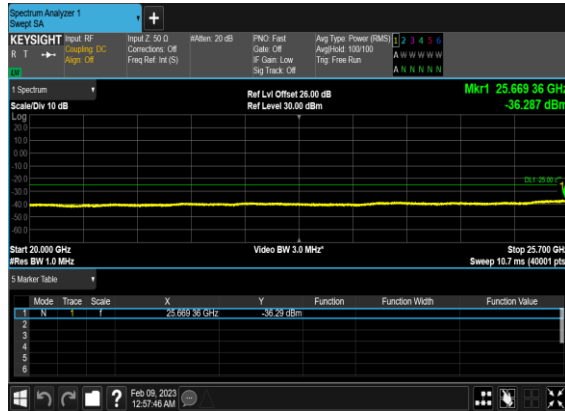 Spectrum Analyzer 1
Swept SA
+
KEYSIGHT Input: RF Input Z: 50 Ω #Atten: 20 dB PNO: Fast Avg Type: Power (RMS) 1 2 3 4 5 6
R T Coupling: DC Corrections: Off Gate: Off Avg|Hold: 100/100 A W W W W W
Align: Off Freq Ref: Int (S) IF Gain: Low Trig: Free Run
LW Sig Track: Off A N N N N N
1 Spectrum Ref Lvl Offset 26.00 dB Mkr1 25.669 36 GHz
Scale/Div 10 dB Ref Level 30.00 dBm -36.287 dBm
Log
20.0
10.0
0.00
-10.0
-20.0 DL1 -25.00
1
-30.0
-40.0
-50.0
-60.0
Start 20.000 GHz Video BW 3.0 MHz* Stop 25.700 GHz
#Res BW 1.0 MHz Sweep 10.7 ms (40001 pts
5 Marker Table
Mode Trace Scale X Y Function Function Width Function Value
1 N 1 f 25.669 36 GHz -36.29 dBm
2
3
4
5
6
? Feb 09, 2023
12:57:46 AM